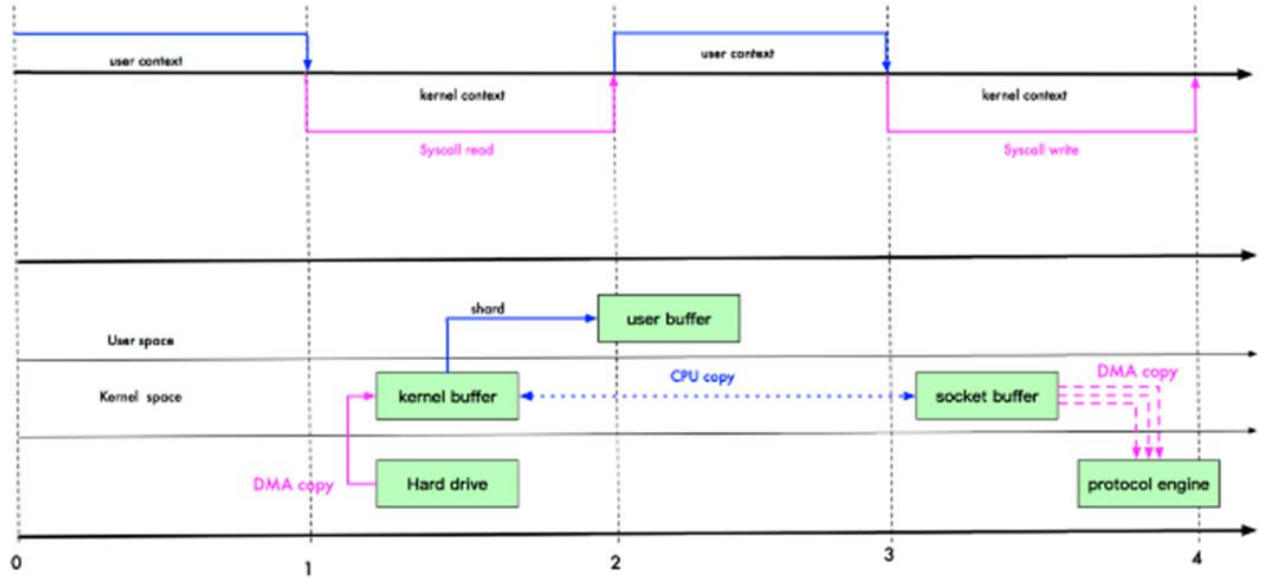 user context
user context
kernel context
kernel context
Syscall read
Syscall write
shard
user buffer
User space
CPU copy
DMA copy
Kernel space
kernel buffer
socket buffer
DMA copy
Hard drive
protocol engine
0
1
2
3
4